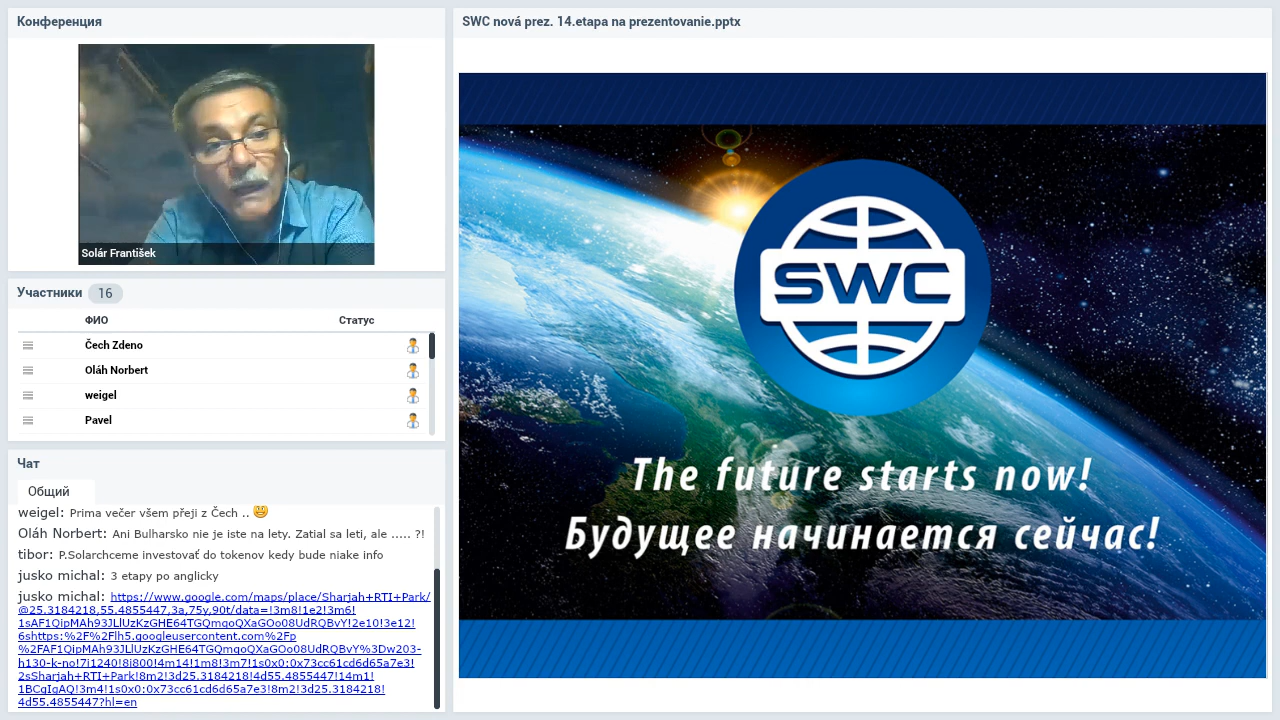 Конференция
Solár František
Участники 16
ФИО Статус
Čech Zdeno
Oláh Norbert
weigel
Pavel
Чат
Общий
weigel: Prima večer všem přeji z Čech ..
Oláh Norbert: Ani Bulharsko nie je iste na lety. Zatial sa leti, ale ..... ?!
tibor: P.Solarchceme investovať do tokenov kedy bude niake info
jusko michal: 3 etapy po anglicky
jusko michal: https://www.google.com/maps/place/Sharjah+RTI+Park/
@25.3184218,55.4855447,3a,75y,90t/data=!3m8!1e2!3m6!
1sAF1QipMAh93JLlUzKzGHE64TGQmqoQXaGOo08UdRQBvY!2e10!3e12!
6shttps:%2F%2Flh5.googleusercontent.com%2Fp
%2FAF1QipMAh93JLlUzKzGHE64TGQmqoQXaGOo08UdRQBvY%3Dw203-
h130-k-no!7i1240!8i800!4m14!1m8!3m7!1s0x0:0x73cc61cd6d65a7e3!
2sSharjah+RTI+Park!8m2!3d25.3184218!4d55.4855447!14m1!
1BCgIgAQ!3m4!1s0x0:0x73cc61cd6d65a7e3!8m2!3d25.3184218!
4d55.4855447?hl=en
SWC nová prez. 14.etapa na prezentovanie.pptx
SWC
The future starts now!
Будущее начинается сейчас!